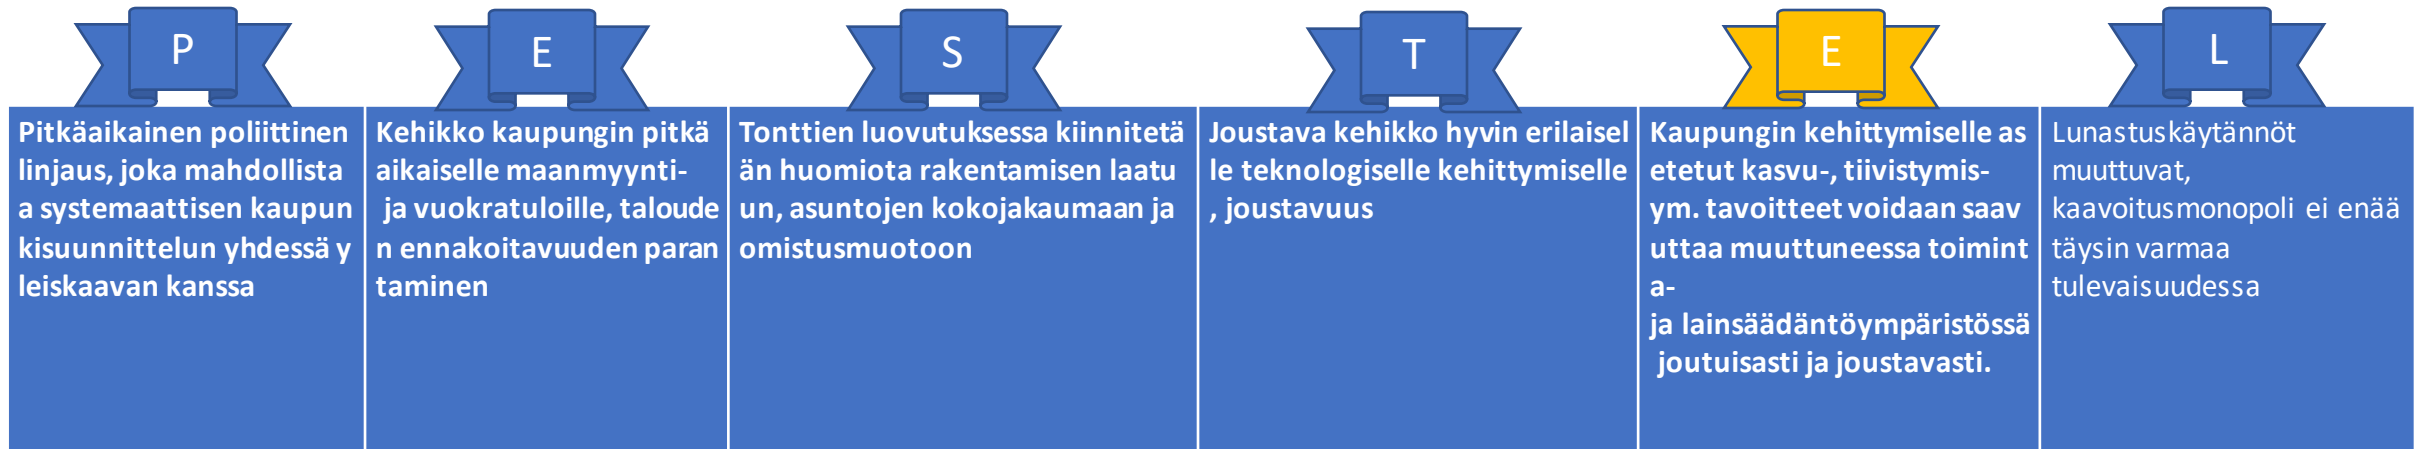 P
Pitkäaikainen poliittinen
linjaus, joka mahdollista
a systemaattisen kaupun
kisuunnittelun yhdessä y
leiskaavan kanssa
E
Kehikko kaupungin pitkä
aikaiselle maanmyynti-
ja vuokratuloille, taloude
n ennakoitavuuden paran
taminen
S
Tonttien luovutuksessa kiinnitetä
än huomiota rakentamisen laatu
un, asuntojen kokojakaumaan ja
omistusmuotoon
T
Joustava kehikko hyvin erilaisel
le teknologiselle kehittymiselle
, joustavuus
E
Kaupungin kehittymiselle as
etetut kasvu-, tiivistymis-
ym. tavoitteet voidaan saav
uttaa muuttuneessa toimint
a-
ja lainsäädäntöympäristössä
joutuisasti ja joustavasti.
L
Lunastuskäytännöt
muuttuvat,
kaavoitusmonopoli ei enää
täysin varmaa
tulevaisuudessa